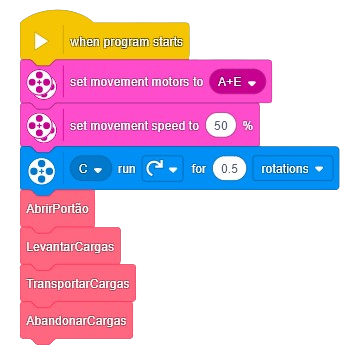 when program starts
set movement motors to A+E
set movement speed to 50 %
C run for 0.5 rotations
AbrirPortão
LevantarCargas
TransportarCargas
AbandonarCargas